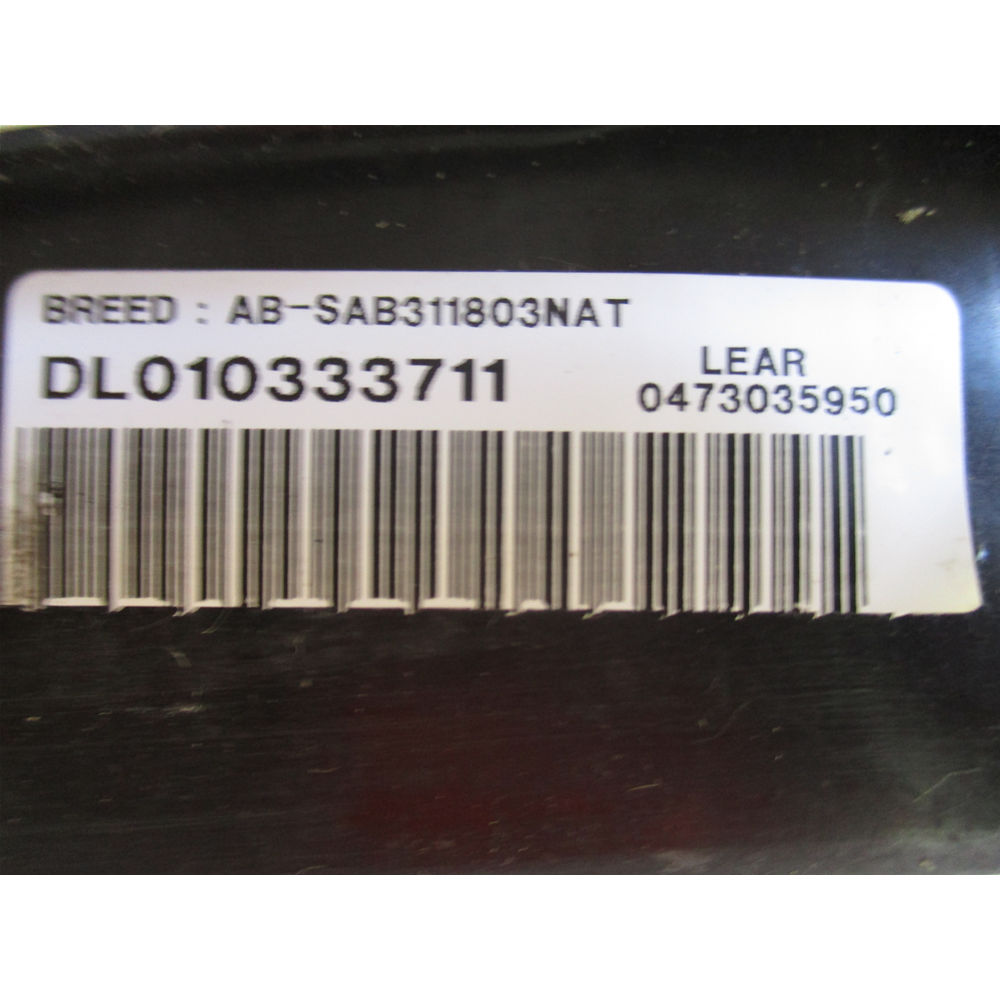 BREED : AB-SAB311803NAT
DL010333711
LEAR
0473035950